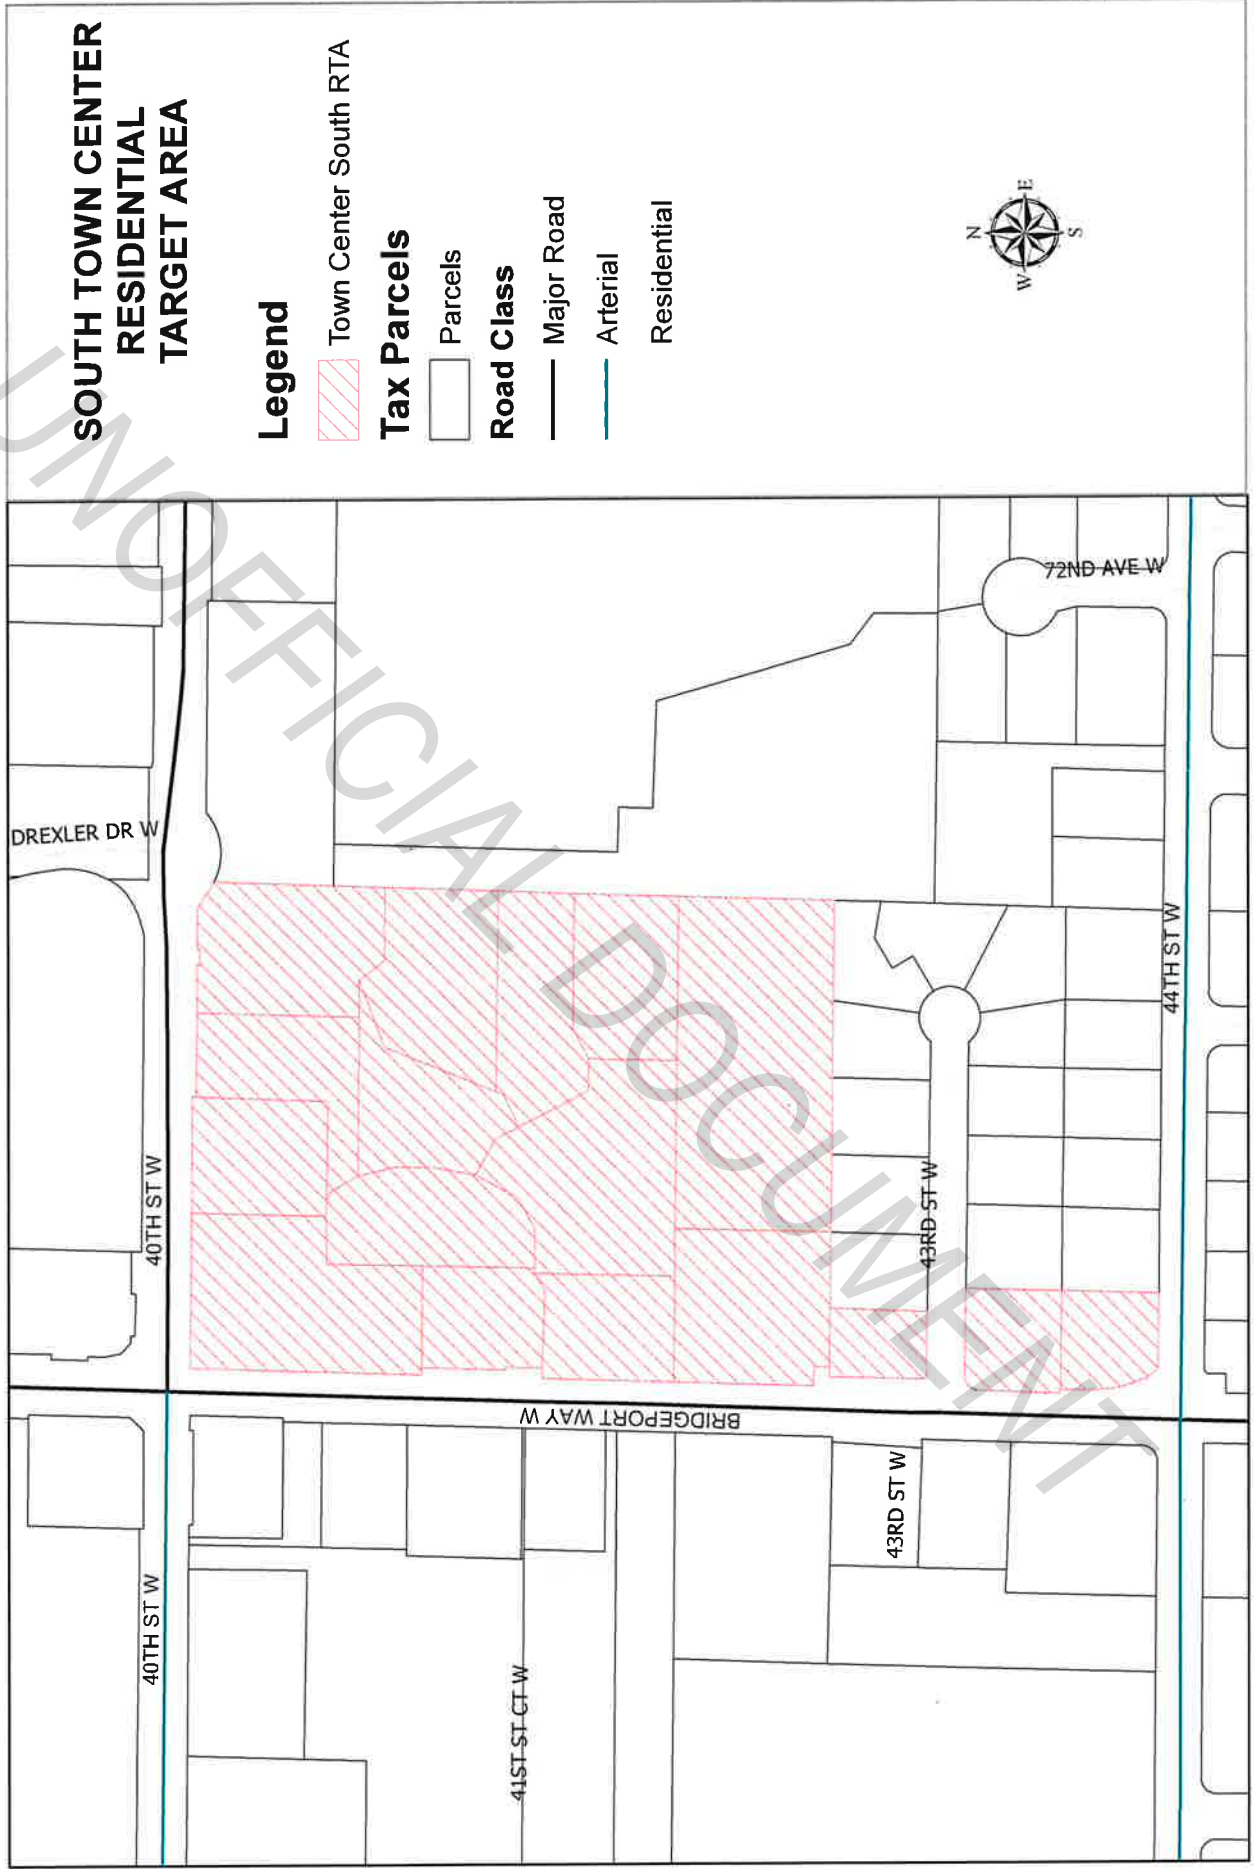 SOUTH TOWN CENTER
RESIDENTIAL
TARGET AREA
Legend
Town Center South RTA
Tax Parcels
Parcels
Road Class
Major Road
Arterial
Residential
N
W
E
S
DREXLER DR W
40TH ST W
40TH ST W
BRIDGEPORT WAY W
41ST ST CT W
43RD ST W
43RD ST W
72ND AVE W
44TH ST W
UNOFFICIAL DOCUMENT